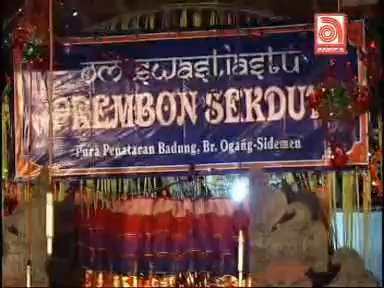 OM SWASTIASTU
PREMBON SEKDUT
Pura Penataran Badung, Br. Ogang-Sidemen